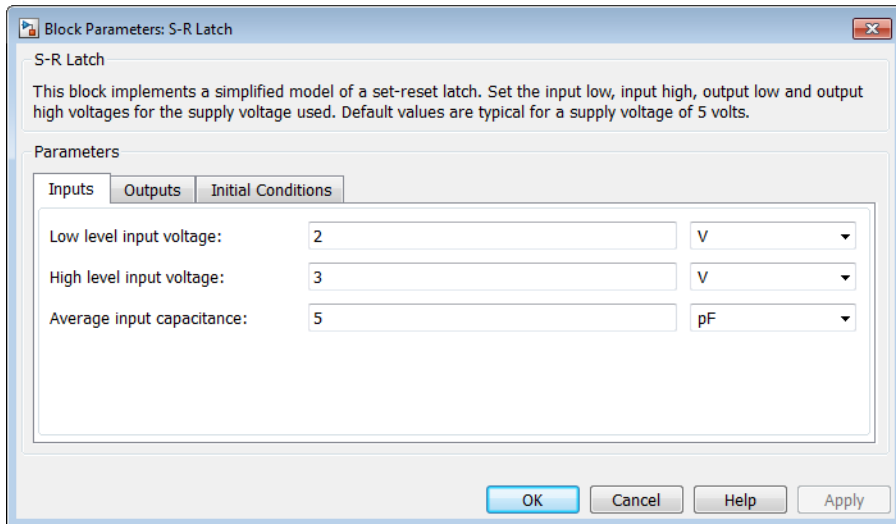 Block Parameters: S-R Latch
S-R Latch
This block implements a simplified model of a set-reset latch. Set the input low, input high, output low and output
high voltages for the supply voltage used. Default values are typical for a supply voltage of 5 volts.
Parameters
Inputs Outputs Initial Conditions
Low level input voltage: 2 V
High level input voltage: 3 V
Average input capacitance: 5 pF
OK Cancel Help Apply